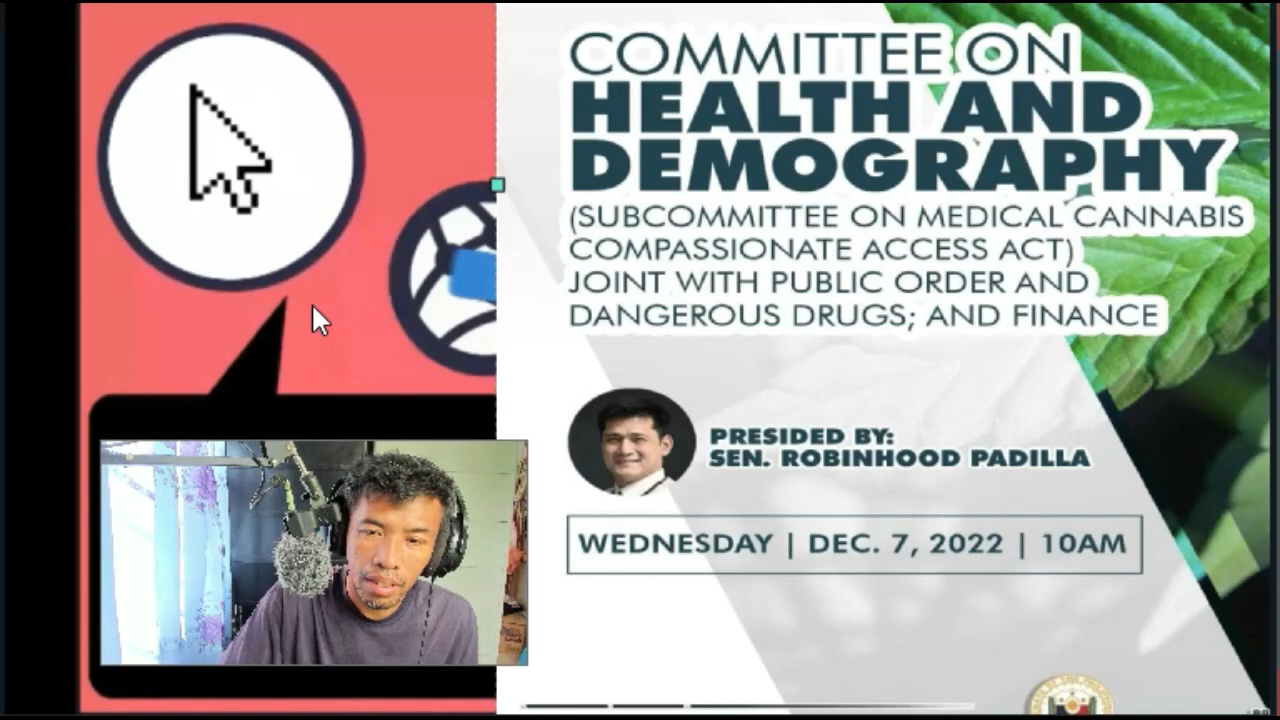 COMMITTEE ON
HEALTH AND
DEMOGRAPHY
(SUBCOMMITTEE ON MEDICAL CANNABIS
COMPASSIONATE ACCESS ACT)
JOINT WITH PUBLIC ORDER AND
DANGEROUS DRUGS; AND FINANCE
PRESIDED BY:
SEN. ROBINHOOD PADILLA
WEDNESDAY | DEC. 7, 2022 | 10AM